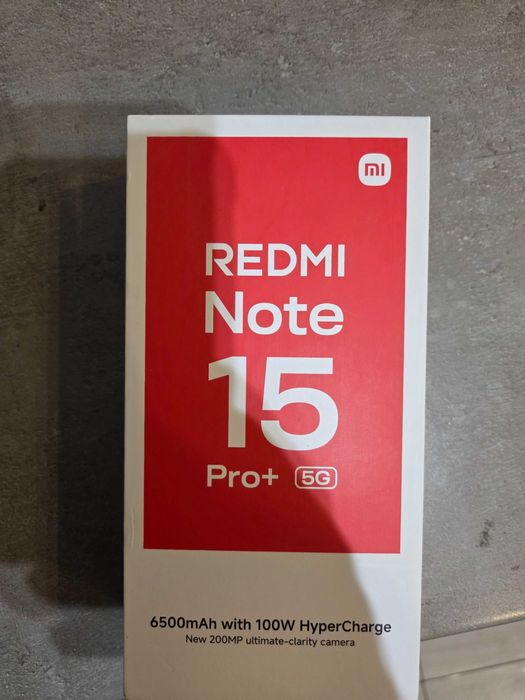 mi
REDMI
Note
15
Pro+ 5G
6500mAh with 100W HyperCharge
New 200MP ultimate-clarity camera